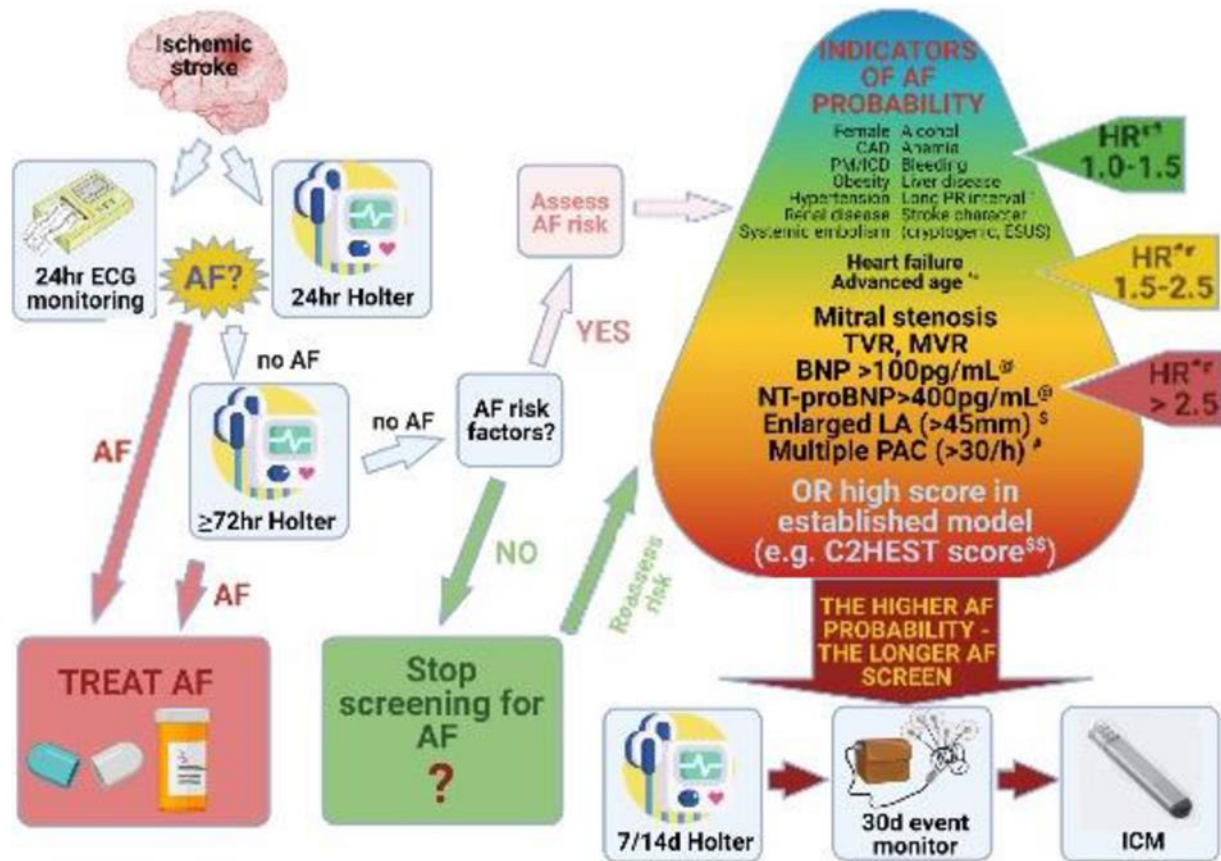 Ischemic
stroke
24hr ECG
monitoring
AF?
24hr Holter
no AF
≥72hr Holter
AF
AF
TREAT AF
no AF
AF risk
factors?
YES
Assess
AF risk
NO
Stop
screening for
AF
?
Reassess
risk
INDICATORS
OF AF
PROBABILITY
Female Alcohol
CAD Anemia
PM/ICD Bleeding
Obesity Liver disease
Hypertension Long PR interval
Renal disease Stroke character
Systemic embolism (cryptogenic, ESUS)
Heart failure
Advanced age
Mitral stenosis
TVR, MVR
BNP >100pg/mL@
NT-proBNP>400pg/mL@
Enlarged LA (>45mm) $
Multiple PAC (>30/h) #
OR high score in
established model
(e.g. C2HEST score$$)
HR
1.0-1.5
HR
1.5-2.5
HR
> 2.5
THE HIGHER AF
PROBABILITY -
THE LONGER AF
SCREEN
7/14d Holter
30d event
monitor
ICM